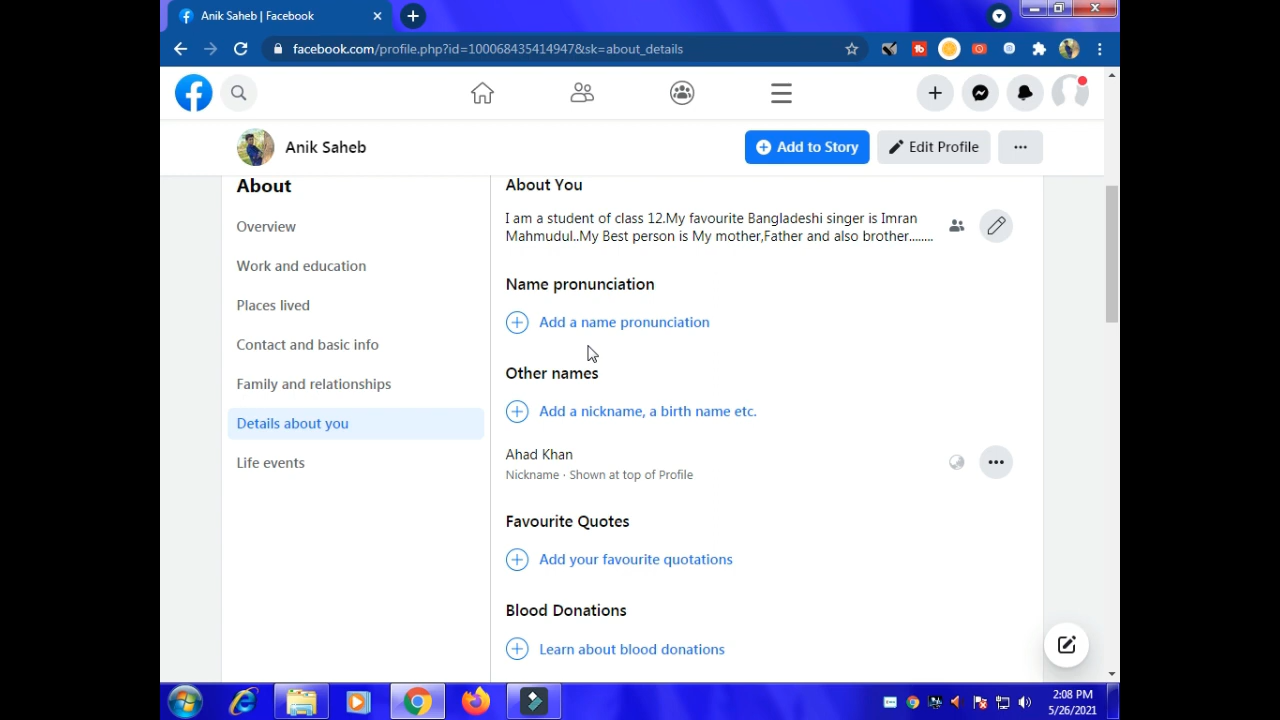 Anik Saheb | Facebook
facebook.com/profile.php?id=100068435414947&sk=about_details
Anik Saheb
Add to Story
Edit Profile
About
Overview
Work and education
Places lived
Contact and basic info
Family and relationships
Details about you
Life events
About You
I am a student of class 12.My favourite Bangladeshi singer is Imran
Mahmudul..My Best person is My mother,Father and also brother........
Name pronunciation
Add a name pronunciation
Other names
Add a nickname, a birth name etc.
Ahad Khan
Nickname · Shown at top of Profile
Favourite Quotes
Add your favourite quotations
Blood Donations
Learn about blood donations
2:08 PM
5/26/2021